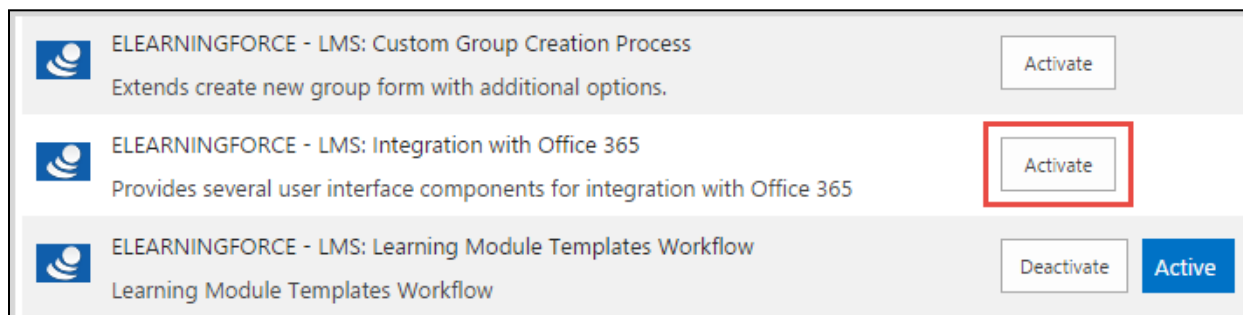 ELEARNINGFORCE - LMS: Custom Group Creation Process
Activate
Extends create new group form with additional options.
ELEARNINGFORCE - LMS: Integration with Office 365
Activate
Provides several user interface components for integration with Office 365
ELEARNINGFORCE - LMS: Learning Module Templates Workflow
Deactivate Active
Learning Module Templates Workflow